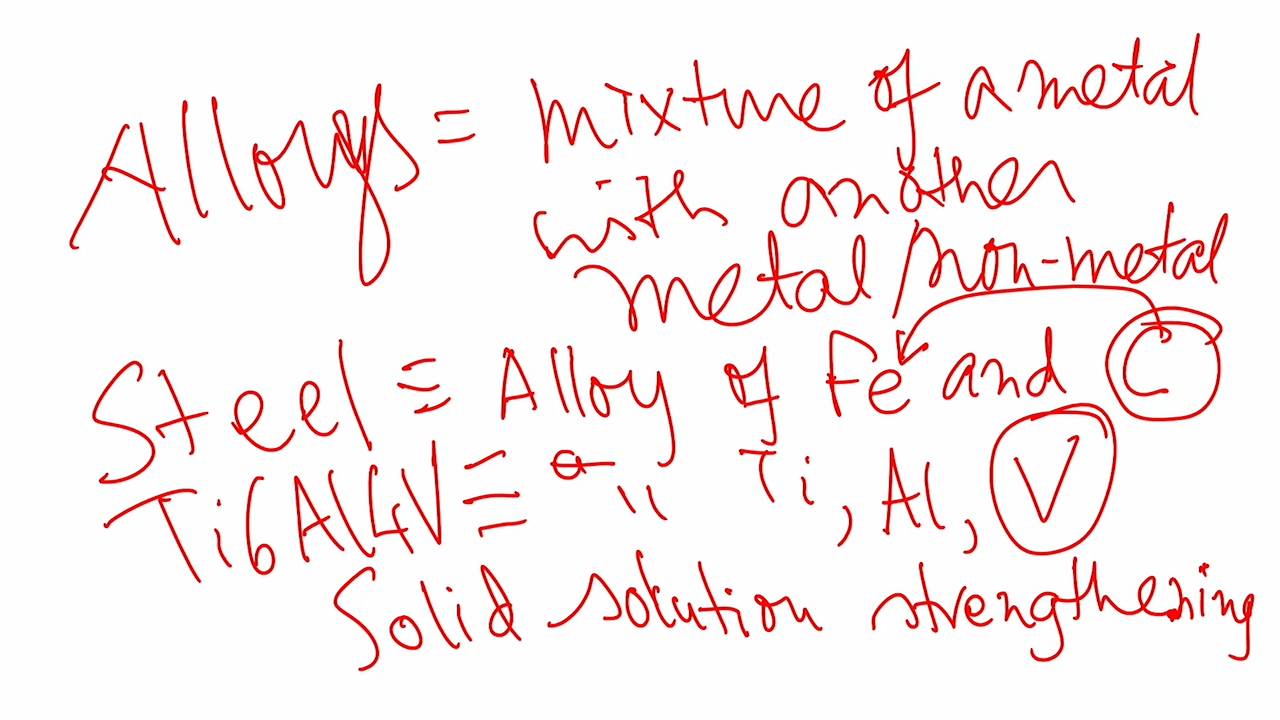 Alloys = mixture of a metal
with another
metal/non-metal
Steel ≡ Alloy of Fe and C
Ti6Al4V ≡ " Ti, Al, V
Solid solution strengthening